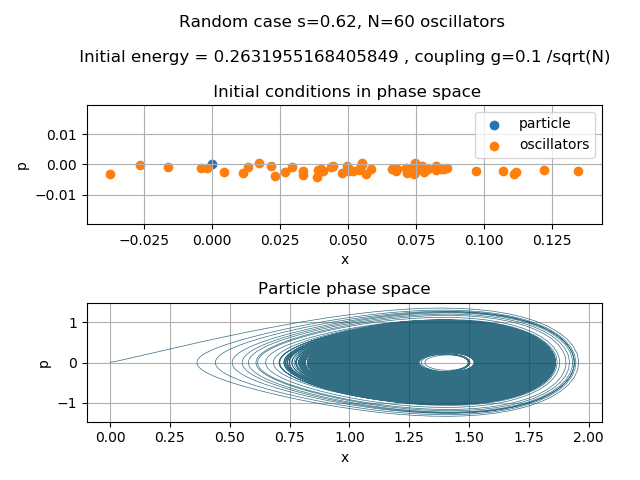 Random case s=0.62, N=60 oscillators
Initial energy = 0.2631955168405849 , coupling g=0.1 /sqrt(N)
Initial conditions in phase space
particle
oscillators
p
0.01
0.00
−0.01
−0.025
0.000
0.025
0.050
0.075
0.100
0.125
x
Particle phase space
p
1
0
−1
0.00
0.25
0.50
0.75
1.00
1.25
1.50
1.75
2.00
x